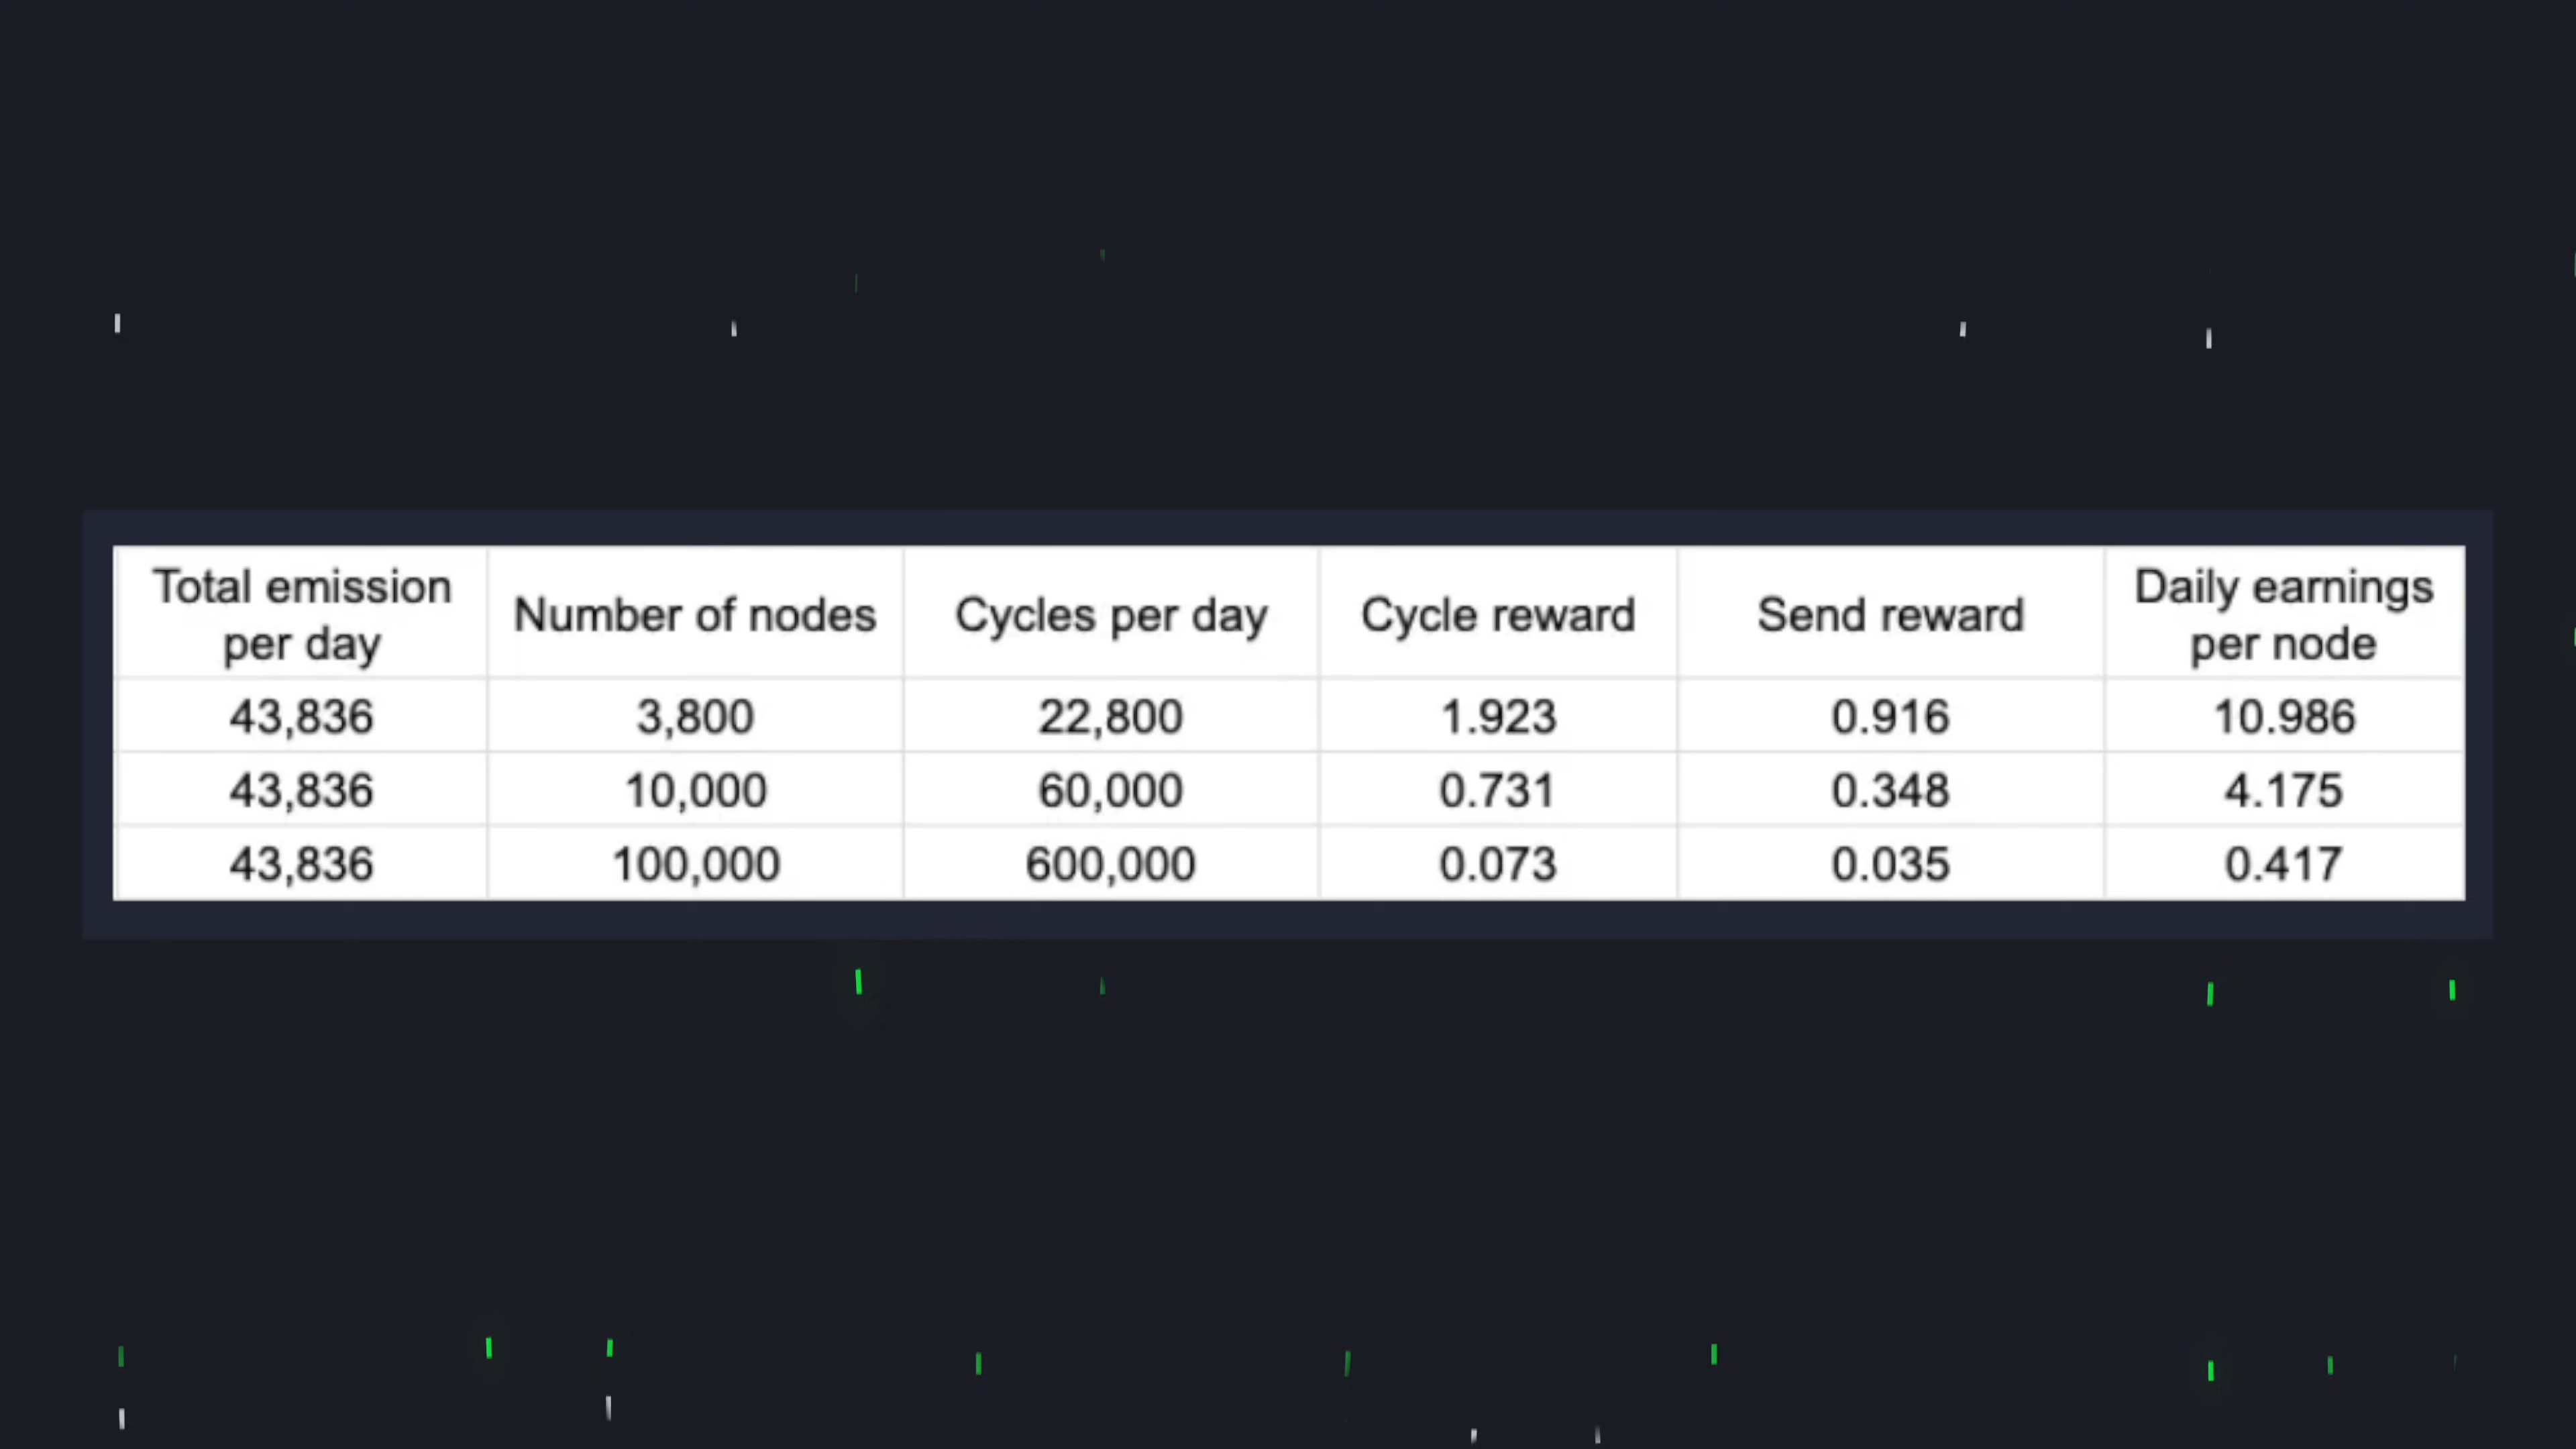 Total emission per day	Number of nodes	Cycles per day	Cycle reward	Send reward	Daily earnings per node
43,836	3,800	22,800	1.923	0.916	10.986
43,836	10,000	60,000	0.731	0.348	4.175
43,836	100,000	600,000	0.073	0.035	0.417